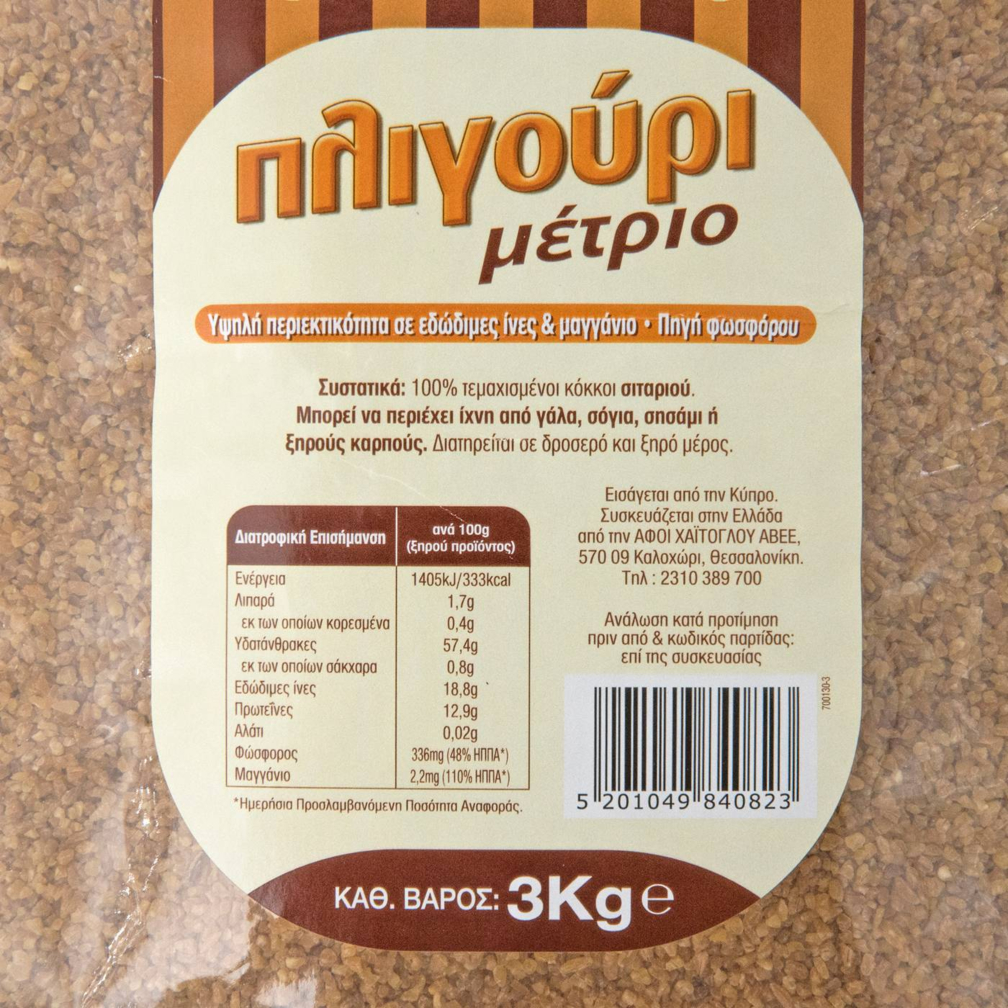 πλιγούρι
μέτριο
Υψηλή περιεκτικότητα σε εδώδιμες ίνες & μαγγάνιο • Πηγή φωσφόρου
Συστατικά: 100% τεμαχισμένοι κόκκοι σιταριού.
Μπορεί να περιέχει ίχνη από γάλα, σόγια, σησάμι ή
ξηρούς καρπούς. Διατηρείται σε δροσερό και ξηρό μέρος.
Διατροφική Επισήμανση ανά 100g
(ξηρού προϊόντος)
Ενέργεια 1405kJ/333kcal
Λιπαρά 1,7g
εκ των οποίων κορεσμένα 0,4g
Υδατάνθρακες 57,4g
εκ των οποίων σάκχαρα 0,8g
Εδώδιμες ίνες 18,8g
Πρωτεΐνες 12,9g
Αλάτι 0,02g
Φώσφορος 336mg (48% ΗΠΠΑ*)
Μαγγάνιο 2,2mg (110% ΗΠΠΑ*)
*Ημερήσια Προσλαμβανόμενη Ποσότητα Αναφοράς.
Εισάγεται από την Κύπρο.
Συσκευάζεται στην Ελλάδα
από την ΑΦΟΙ ΧΑΪΤΟΓΛΟΥ ΑΒΕΕ,
570 09 Καλοχώρι, Θεσσαλονίκη.
Τηλ : 2310 389 700
Ανάλωση κατά προτίμηση
πριν από & κωδικός παρτίδας:
επί της συσκευασίας
700130-3
5 201049 840823
ΚΑΘ. ΒΑΡΟΣ: 3Kg e